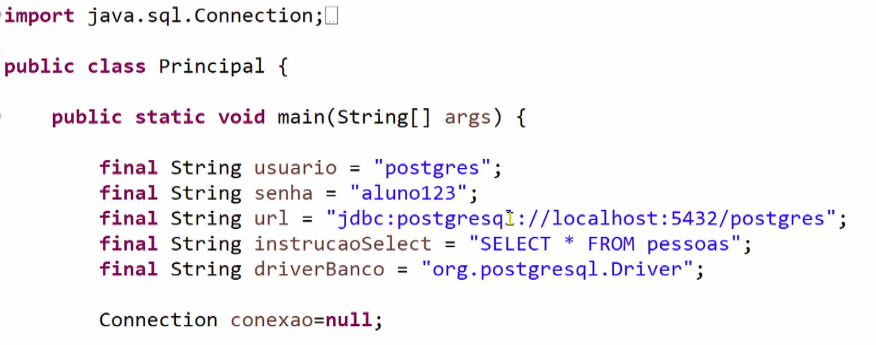 import java.sql.Connection;
public class Principal {
public static void main(String[] args) {
final String usuario = "postgres";
final String senha = "aluno123";
final String url = "jdbc:postgresql://localhost:5432/postgres";
final String instrucaoSelect = "SELECT * FROM pessoas";
final String driverBanco = "org.postgresql.Driver";
Connection conexao=null;